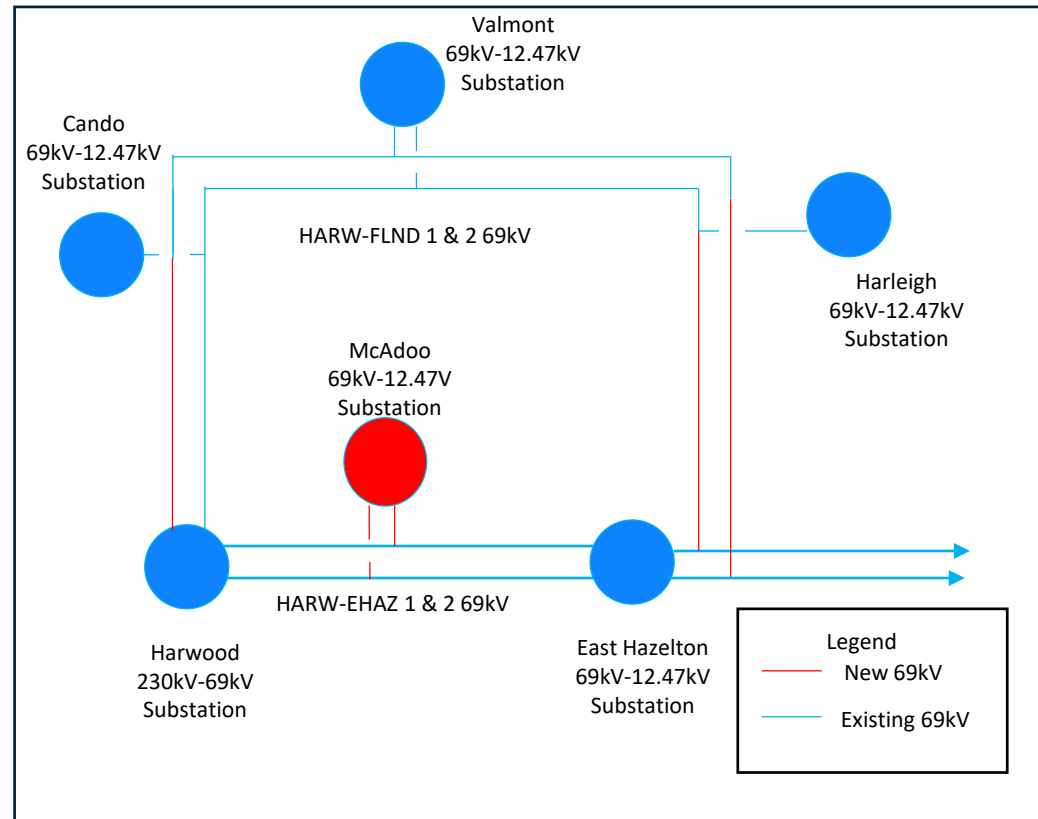 Valmont
69kV-12.47kV
Substation
Cando
69kV-12.47kV
Substation
HARW-FLND 1 & 2 69kV
Harleigh
69kV-12.47kV
Substation
McAdoo
69kV-12.47V
Substation
HARW-EHAZ 1 & 2 69kV
Harwood
230kV-69kV
Substation
East Hazelton
69kV-12.47kV
Substation
Legend
New 69kV
Existing 69kV